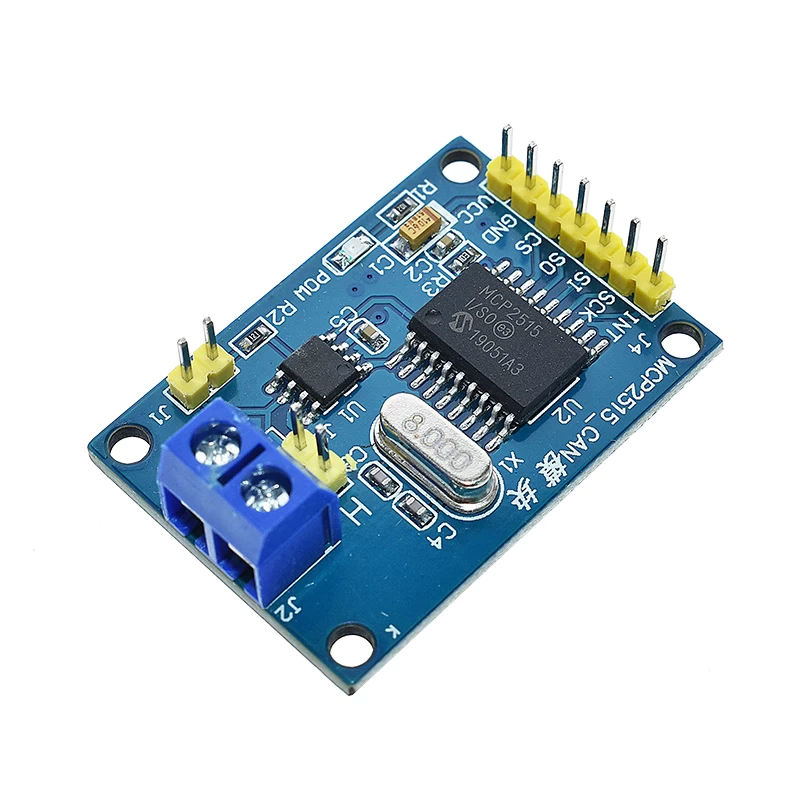 VCC
GND
CS
SO
SI
SCK
INT
J4
R1
C1
C2
R3
POW
R2
C5
J1
U1
MCP2515
I/SO e3
19051A3
U2
8.000
X1
MCP2515_CAN模块
C4
H
J2
K